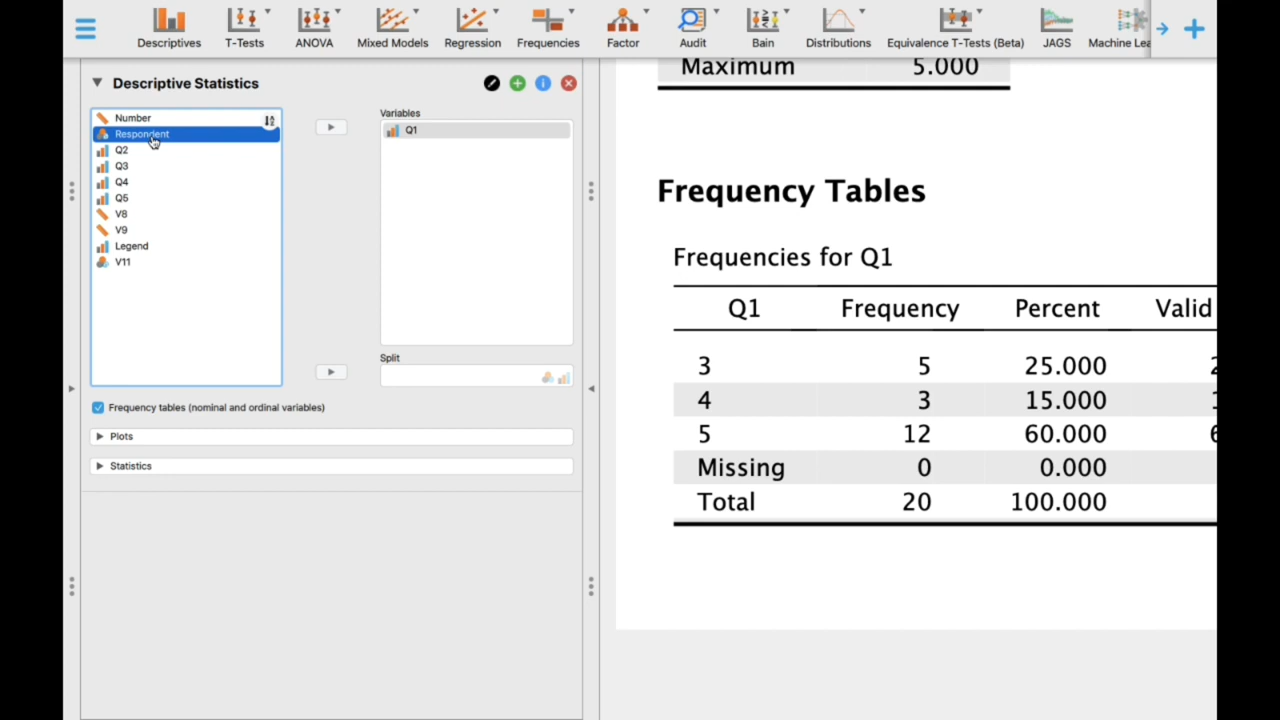 Descriptives T-Tests ANOVA Mixed Models Regression Frequencies Factor Audit Bain Distributions Equivalence T-Tests (Beta) JAGS Machine
Descriptive Statistics
Number
Respondent
Q2
Q3
Q4
Q5
V8
V9
Legend
V11
Variables
Q1
Split
Frequency tables (nominal and ordinal variables)
Plots
Statistics
Maximum 5.000
Frequency Tables
Frequencies for Q1
Q1 Frequency Percent Valid
3 5 25.000
4 3 15.000
5 12 60.000
Missing 0 0.000
Total 20 100.000